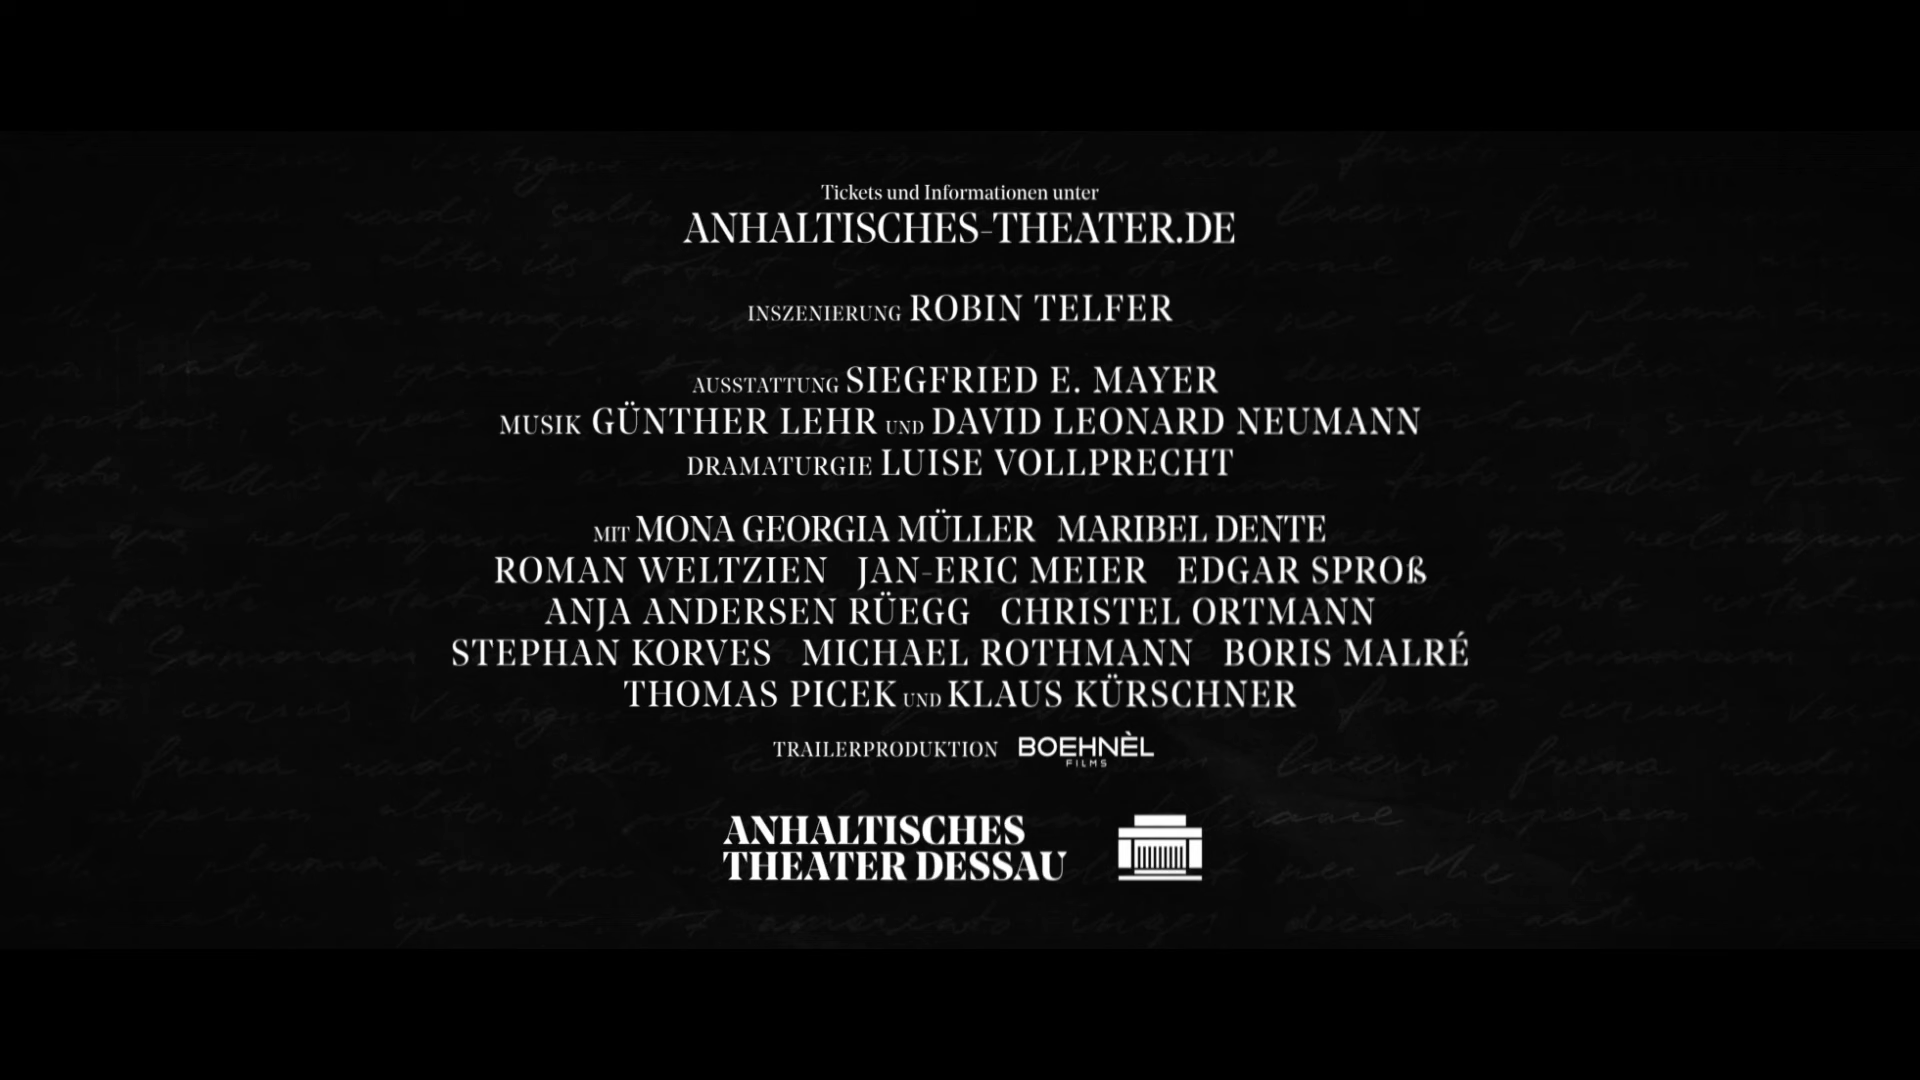 Tickets und Informationen unter
ANHALTISCHES-THEATER.DE
INSZENIERUNG ROBIN TELFER
AUSSTATTUNG SIEGFRIED E. MAYER
MUSIK GÜNTHER LEHR UND DAVID LEONARD NEUMANN
DRAMATURGIE LUISE VOLLPRECHT
MIT MONA GEORGIA MÜLLER MARIBEL DENTE
ROMAN WELTZIEN JAN-ERIC MEIER EDGAR SPROß
ANJA ANDERSEN RÜEGG CHRISTEL ORTMANN
STEPHAN KORVES MICHAEL ROTHMANN BORIS MALRÉ
THOMAS PICEK UND KLAUS KÜRSCHNER
TRAILERPRODUKTION BOEHNÈL
FILMS
ANHALTISCHES
THEATER DESSAU